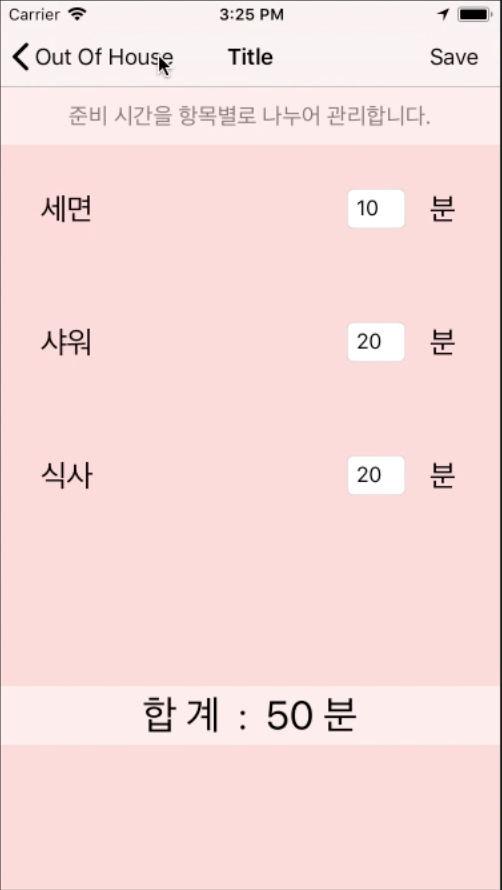 Carrier 3:25 PM
Out Of House Title Save
준비 시간을 항목별로 나누어 관리합니다.
세면 10 분
샤워 20 분
식사 20 분
합 계 : 50 분